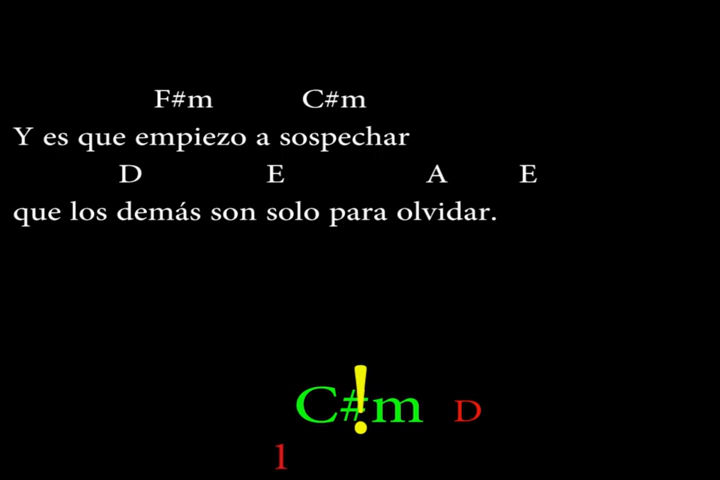 F#m C#m
Y es que empiezo a sospechar
D E A E
que los demás son solo para olvidar.
C#m ! D
1